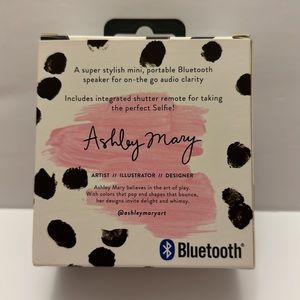 A super stylish mini, portable Bluetooth
speaker for on-the go audio clarity
Includes integrated shutter remote for taking
the perfect Selfie!
Ashley Mary
ARTIST // ILLUSTRATOR // DESIGNER
Ashley Mary believes in the art of play.
With colors that pop and shapes that bounce,
her designs invite delight and whimsy.
@ashleymaryart
Bluetooth®